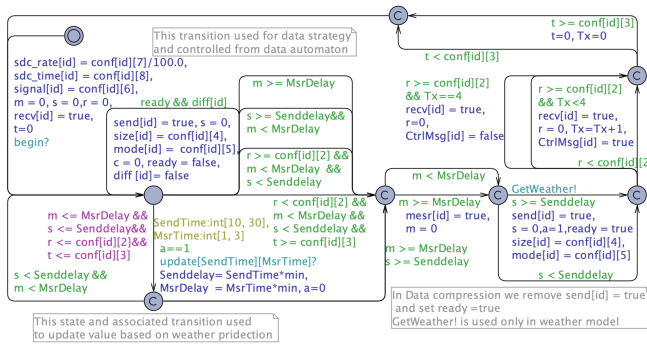 This transition used for data strategy
and controlled from data automaton
t >= conf[id][3]
t=0, Tx=0
t < conf[id][3]
sdc_rate[id] = conf[id][7]/100.0,
sdc_time[id] = conf[id][8],
signal[id] = conf[id][6],
m = 0, s = 0,r = 0,
recv[id] = true,
t=0
begin?
ready && diff[id]
send[id] = true, s = 0,
size[id] = conf[id][4],
mode[id] = conf[id][5],
c = 0, ready = false,
diff [id]= false
m >= MsrDelay
s >= Senddelay&&
m < MsrDelay
r >= conf[id][2] &&
m < MsrDelay &&
s < Senddelay
r >= conf[id][2]
&& Tx==4
recv[id] = true,
r=0,
CtrlMsg[id] = false
r >= conf[id][2]
&& Tx<4
recv[id] = true,
r = 0, Tx=Tx+1,
CtrlMsg[id] = true
r < conf[id][2]
m < MsrDelay
C
C
C
C
C
C
m <= MsrDelay &&
s <= Senddelay&&
r <= conf[id][2]&&
t <= conf[id][3]
SendTime:int[10, 30],
MsrTime:int[1, 3]
a==1
update[SendTime][MsrTime]?
Senddelay= SendTime*min,
MsrDelay = MsrTime*min, a=0
r < conf[id][2] &&
m < MsrDelay &&
s < Senddelay &&
t >= conf[id][3]
m >= MsrDelay
mesr[id] = true,
m = 0
m >= MsrDelay
s >= Senddelay
GetWeather!
s >= Senddelay
send[id] = true,
s = 0,a=1,ready=true
size[id] = conf[id][4],
mode[id] = conf[id][5]
s < Senddelay
s < Senddelay &&
m < MsrDelay
This state and associated transition used
to update value based on weather pridection
In Data compression we remove send[id] = true
and set ready =true
GetWeather! is used only in weather model